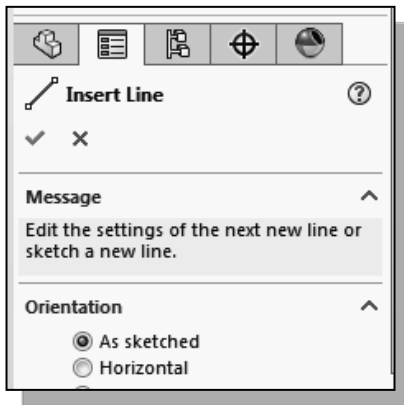 Insert Line
Message
Edit the settings of the next new line or
sketch a new line.
Orientation
As sketched
Horizontal